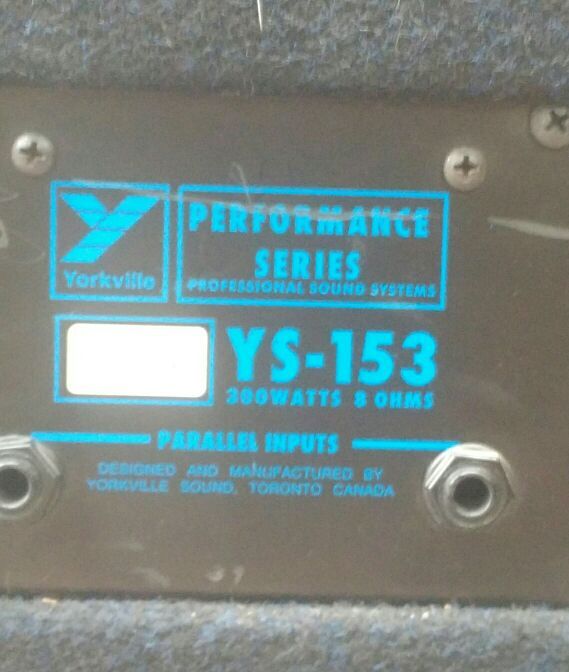 Yorkville
PERFORMANCE
SERIES
PROFESSIONAL SOUND SYSTEMS
YS-153
WATTS 8 OHMS
PARALLEL INPUTS
DESIGNED AND MANUFACTURED BY
YORKVILLE SOUND, TORONTO CANADA